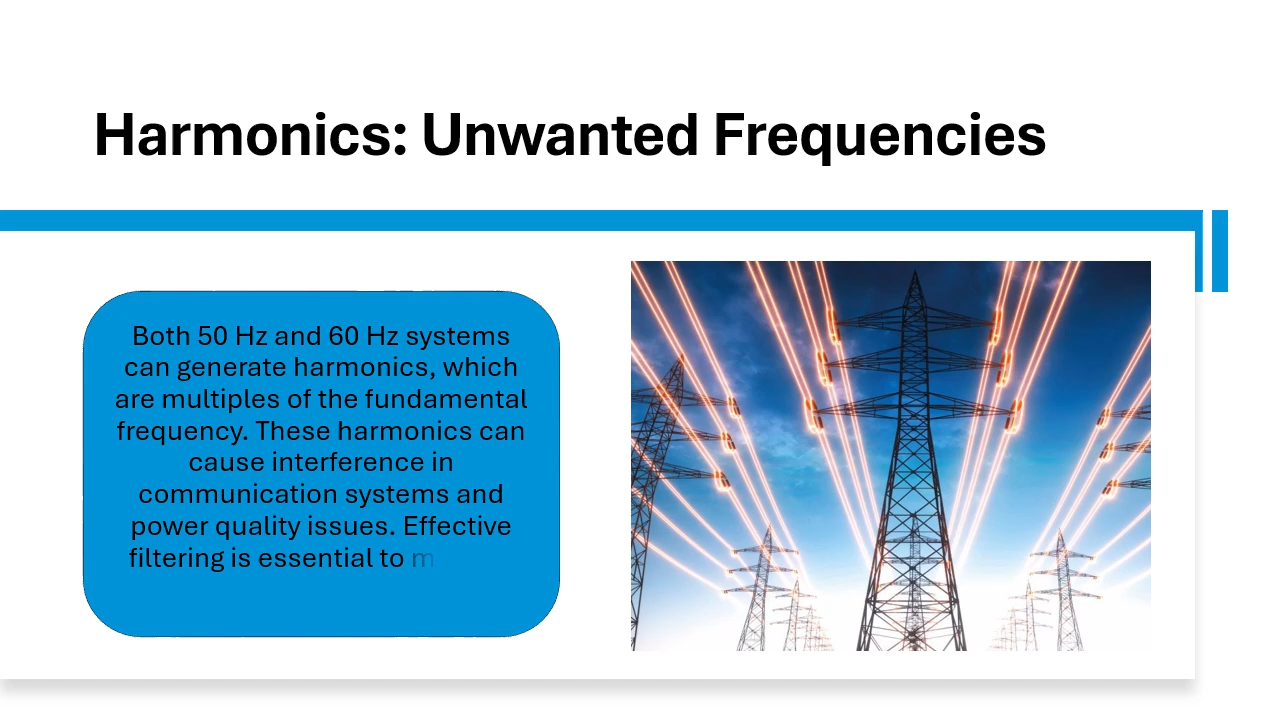 Harmonics: Unwanted Frequencies
Both 50 Hz and 60 Hz systems
can generate harmonics, which
are multiples of the fundamental
frequency. These harmonics can
cause interference in
communication systems and
power quality issues. Effective
filtering is essential to m